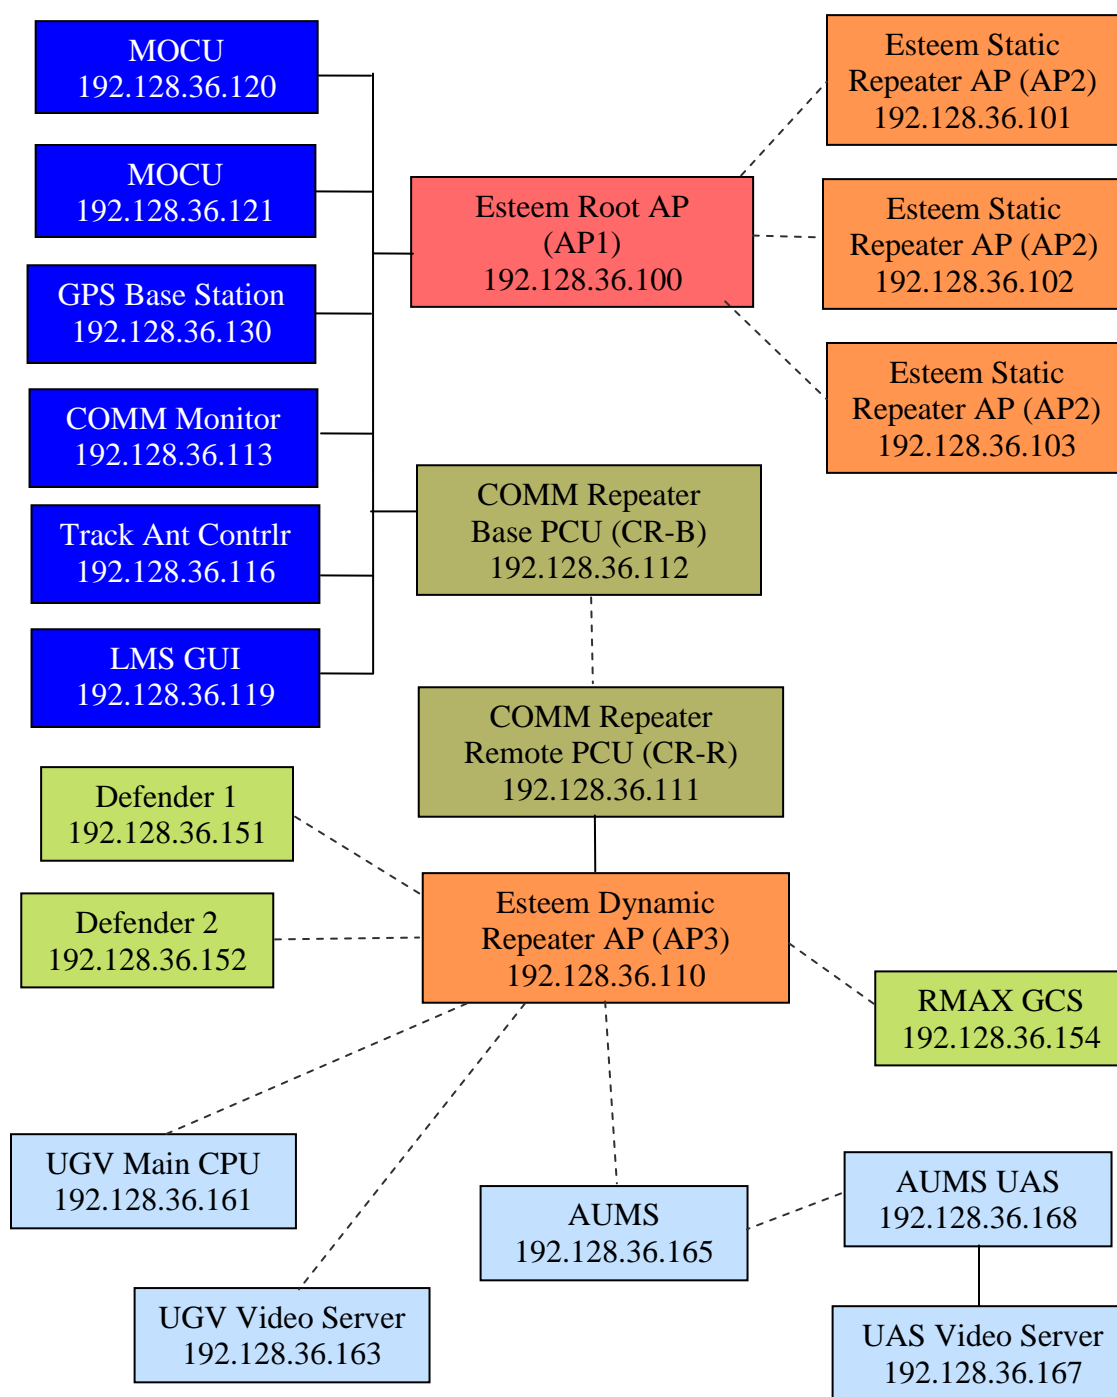 MOCU
192.128.36.120
MOCU
192.128.36.121
GPS Base Station
192.128.36.130
COMM Monitor
192.128.36.113
Track Ant Contrlr
192.128.36.116
LMS GUI
192.128.36.119
Esteem Root AP
(AP1)
192.128.36.100
Esteem Static
Repeater AP (AP2)
192.128.36.101
Esteem Static
Repeater AP (AP2)
192.128.36.102
Esteem Static
Repeater AP (AP2)
192.128.36.103
COMM Repeater
Base PCU (CR-B)
192.128.36.112
COMM Repeater
Remote PCU (CR-R)
192.128.36.111
Defender 1
192.128.36.151
Defender 2
192.128.36.152
Esteem Dynamic
Repeater AP (AP3)
192.128.36.110
RMAX GCS
192.128.36.154
UGV Main CPU
192.128.36.161
UGV Video Server
192.128.36.163
AUMS
192.128.36.165
AUMS UAS
192.128.36.168
UAS Video Server
192.128.36.167